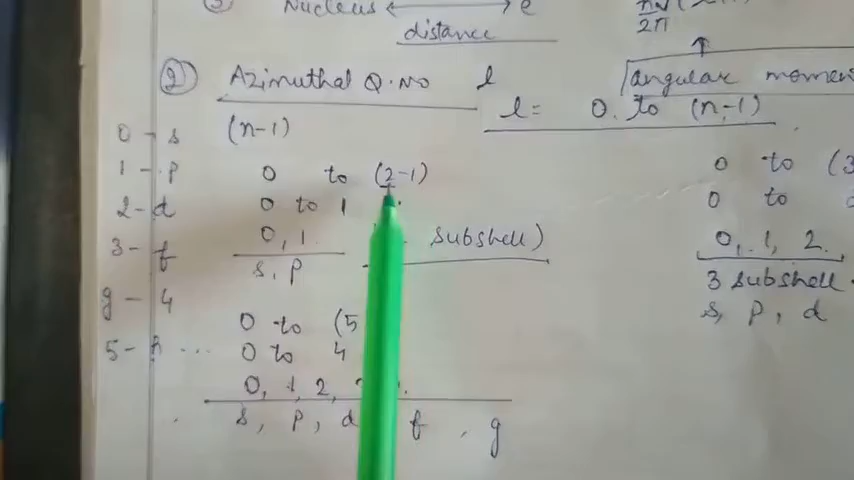 Nucleus ⟷ e
distance
2π
② Azimuthal Q.No l
angular momen
l = 0. to (n-1)
(n-1)
0 - s
1 - p
2 - d
3 - f
g - 4
5 - h ...
0 to (2-1)
0 to 1
0, 1 subshell)
s, p
0 to (5
0 to 4
0, 1, 2,
s, p, d f, g
0 to (3
0 to
0, 1, 2.
3 subshell
s, p, d